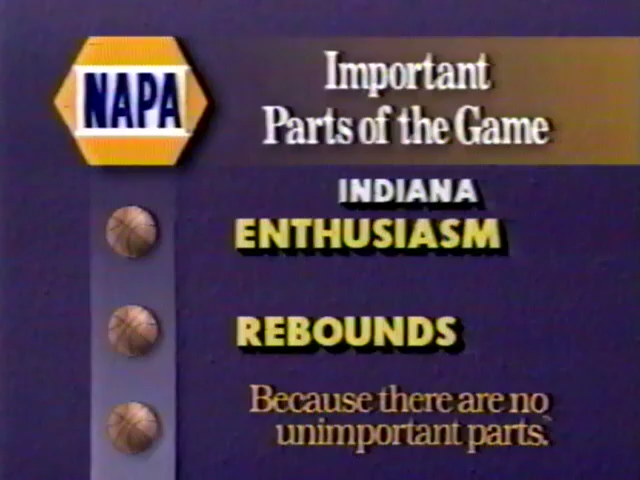 NAPA
Important
Parts of the Game
INDIANA
ENTHUSIASM
REBOUNDS
Because there are no
unimportant parts.